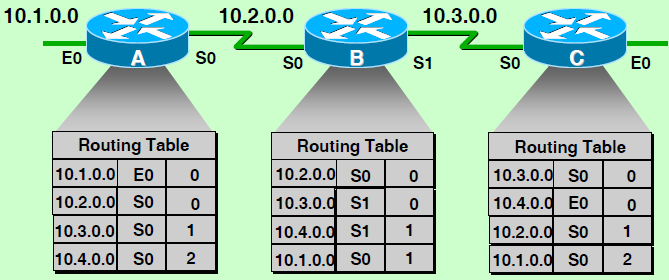 10.1.0.0 10.2.0.0 10.3.0.0
E0 A S0 S0 B S1 S0 C E0
Routing Table
10.1.0.0 E0 0
10.2.0.0 S0 0
10.3.0.0 S0 1
10.4.0.0 S0 2
Routing Table
10.2.0.0 S0 0
10.3.0.0 S1 0
10.4.0.0 S1 1
10.1.0.0 S0 1
Routing Table
10.3.0.0 S0 0
10.4.0.0 E0 0
10.2.0.0 S0 1
10.1.0.0 S0 2